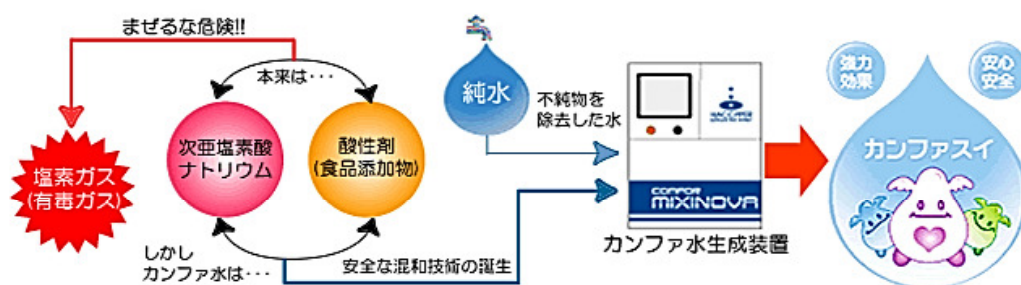 まぜるな危険!!
本来は・・・
塩素ガス
(有毒ガス)
次亜塩素酸
ナトリウム
酸性剤
(食品添加物)
しかし
カンファ水は・・・
安全な混和技術の誕生
純水
不純物を
除去した水
COMFOR
MIXINOVA
カンファ水生成装置
強力
効果
安心
安全
カンファスイ